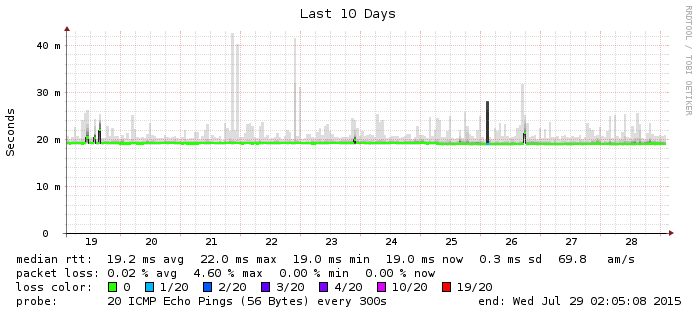 Last 10 Days
RRDTOOL / TOBI OETIKER
Seconds
40 m
30 m
20 m
10 m
0
19 20 21 22 23 24 25 26 27 28
median rtt: 19.2 ms avg 22.0 ms max 19.0 ms min 19.0 ms now 0.3 ms sd 69.8 am/s
packet loss: 0.02 % avg 4.60 % max 0.00 % min 0.00 % now
loss color: 0 1/20 2/20 3/20 4/20 10/20 19/20
probe: 20 ICMP Echo Pings (56 Bytes) every 300s end: Wed Jul 29 02:05:08 2015